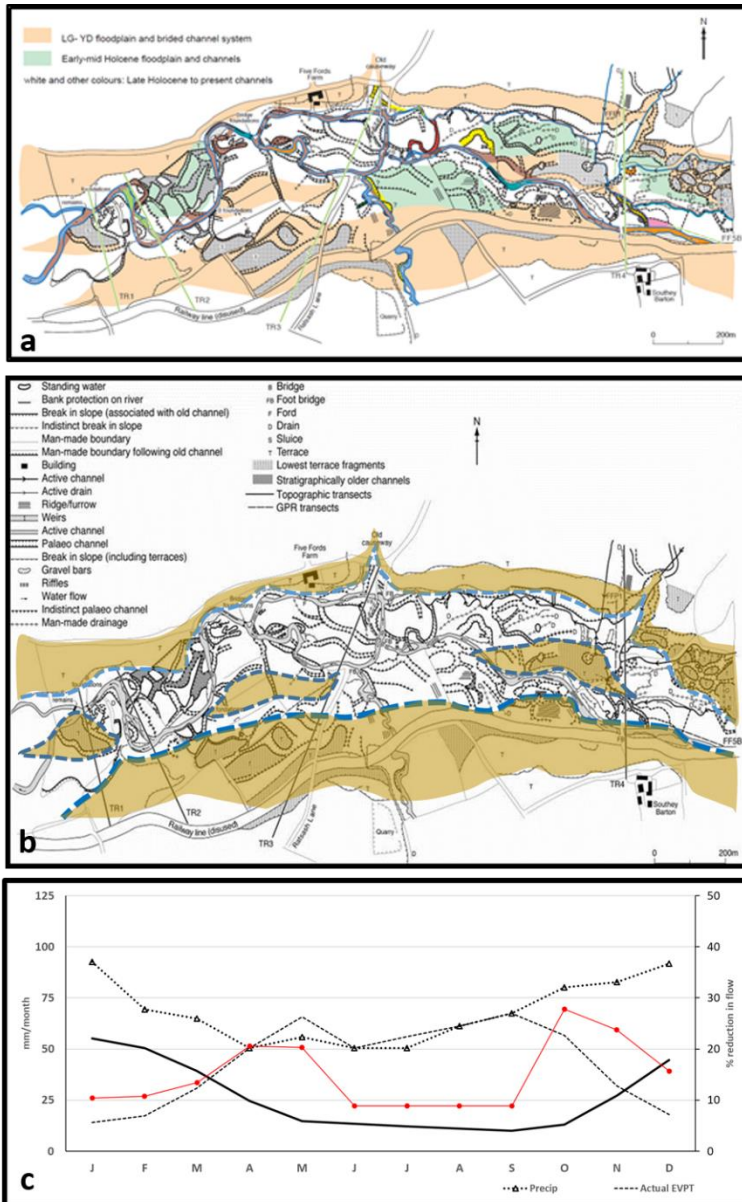 LG- YD floodplain and brided channel system
Early-mid Holcene floodplain and channels
white and other colours: Late Holocene to present channels
N
Old
causeway
Five Fords
Farm
T
TR1
TR2
TR3
TR4
Railway line (disused)
Quarry
D
FF5B
Southey
Barton
0
200m
a
Standing water
Bank protection on river
Break in slope (associated with old channel)
Indistinct break in slope
Man-made boundary
Man-made boundary following old channel
Building
Active channel
Active drain
Ridge/furrow
Weirs
Active channel
Palaeo channel
Break in slope (including terraces)
Gravel bars
Riffles
Water flow
Indistinct palaeo channel
Man-made drainage
B Bridge
FB Foot bridge
F Ford
D Drain
S Sluice
T Terrace
Lowest terrace fragments
Stratigraphically older channels
Topographic transects
GPR transects
N
Old
causeway
Five Fords
Farm
T
TR1
TR2
TR3
TR4
Railway line (disused)
Quarry
D
FF5B
Southey
Barton
0
200m
b
125
100
75
50
25
0
mm/month
50
40
30
20
10
0
% reduction in flow
J F M A M J J A S O N D
Precip
Actual EVPT
c